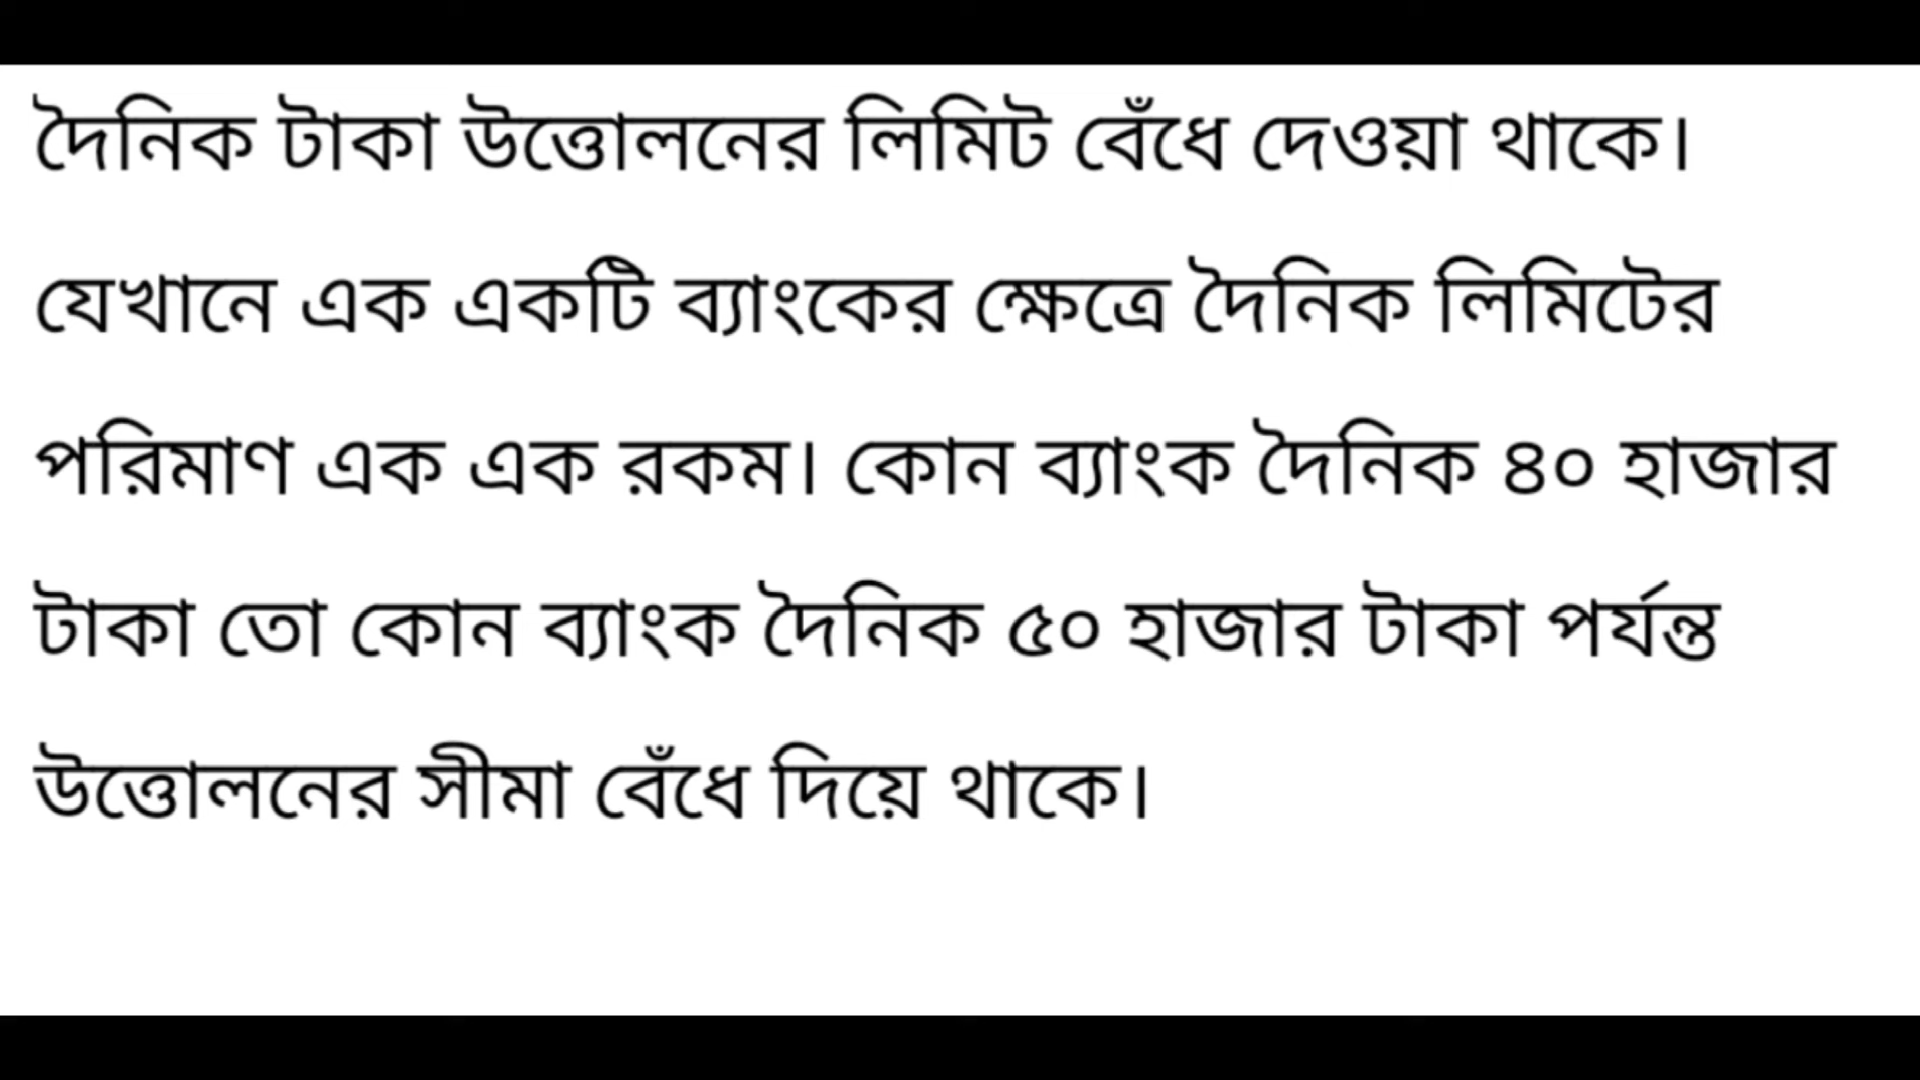 দৈনিক টাকা উত্তোলনের লিমিট বেঁধে দেওয়া থাকে।
যেখানে এক একটি ব্যাংকের ক্ষেত্রে দৈনিক লিমিটের
পরিমাণ এক এক রকম। কোন ব্যাংক দৈনিক ৪০ হাজার
টাকা তো কোন ব্যাংক দৈনিক ৫০ হাজার টাকা পর্যন্ত
উত্তোলনের সীমা বেঁধে দিয়ে থাকে।